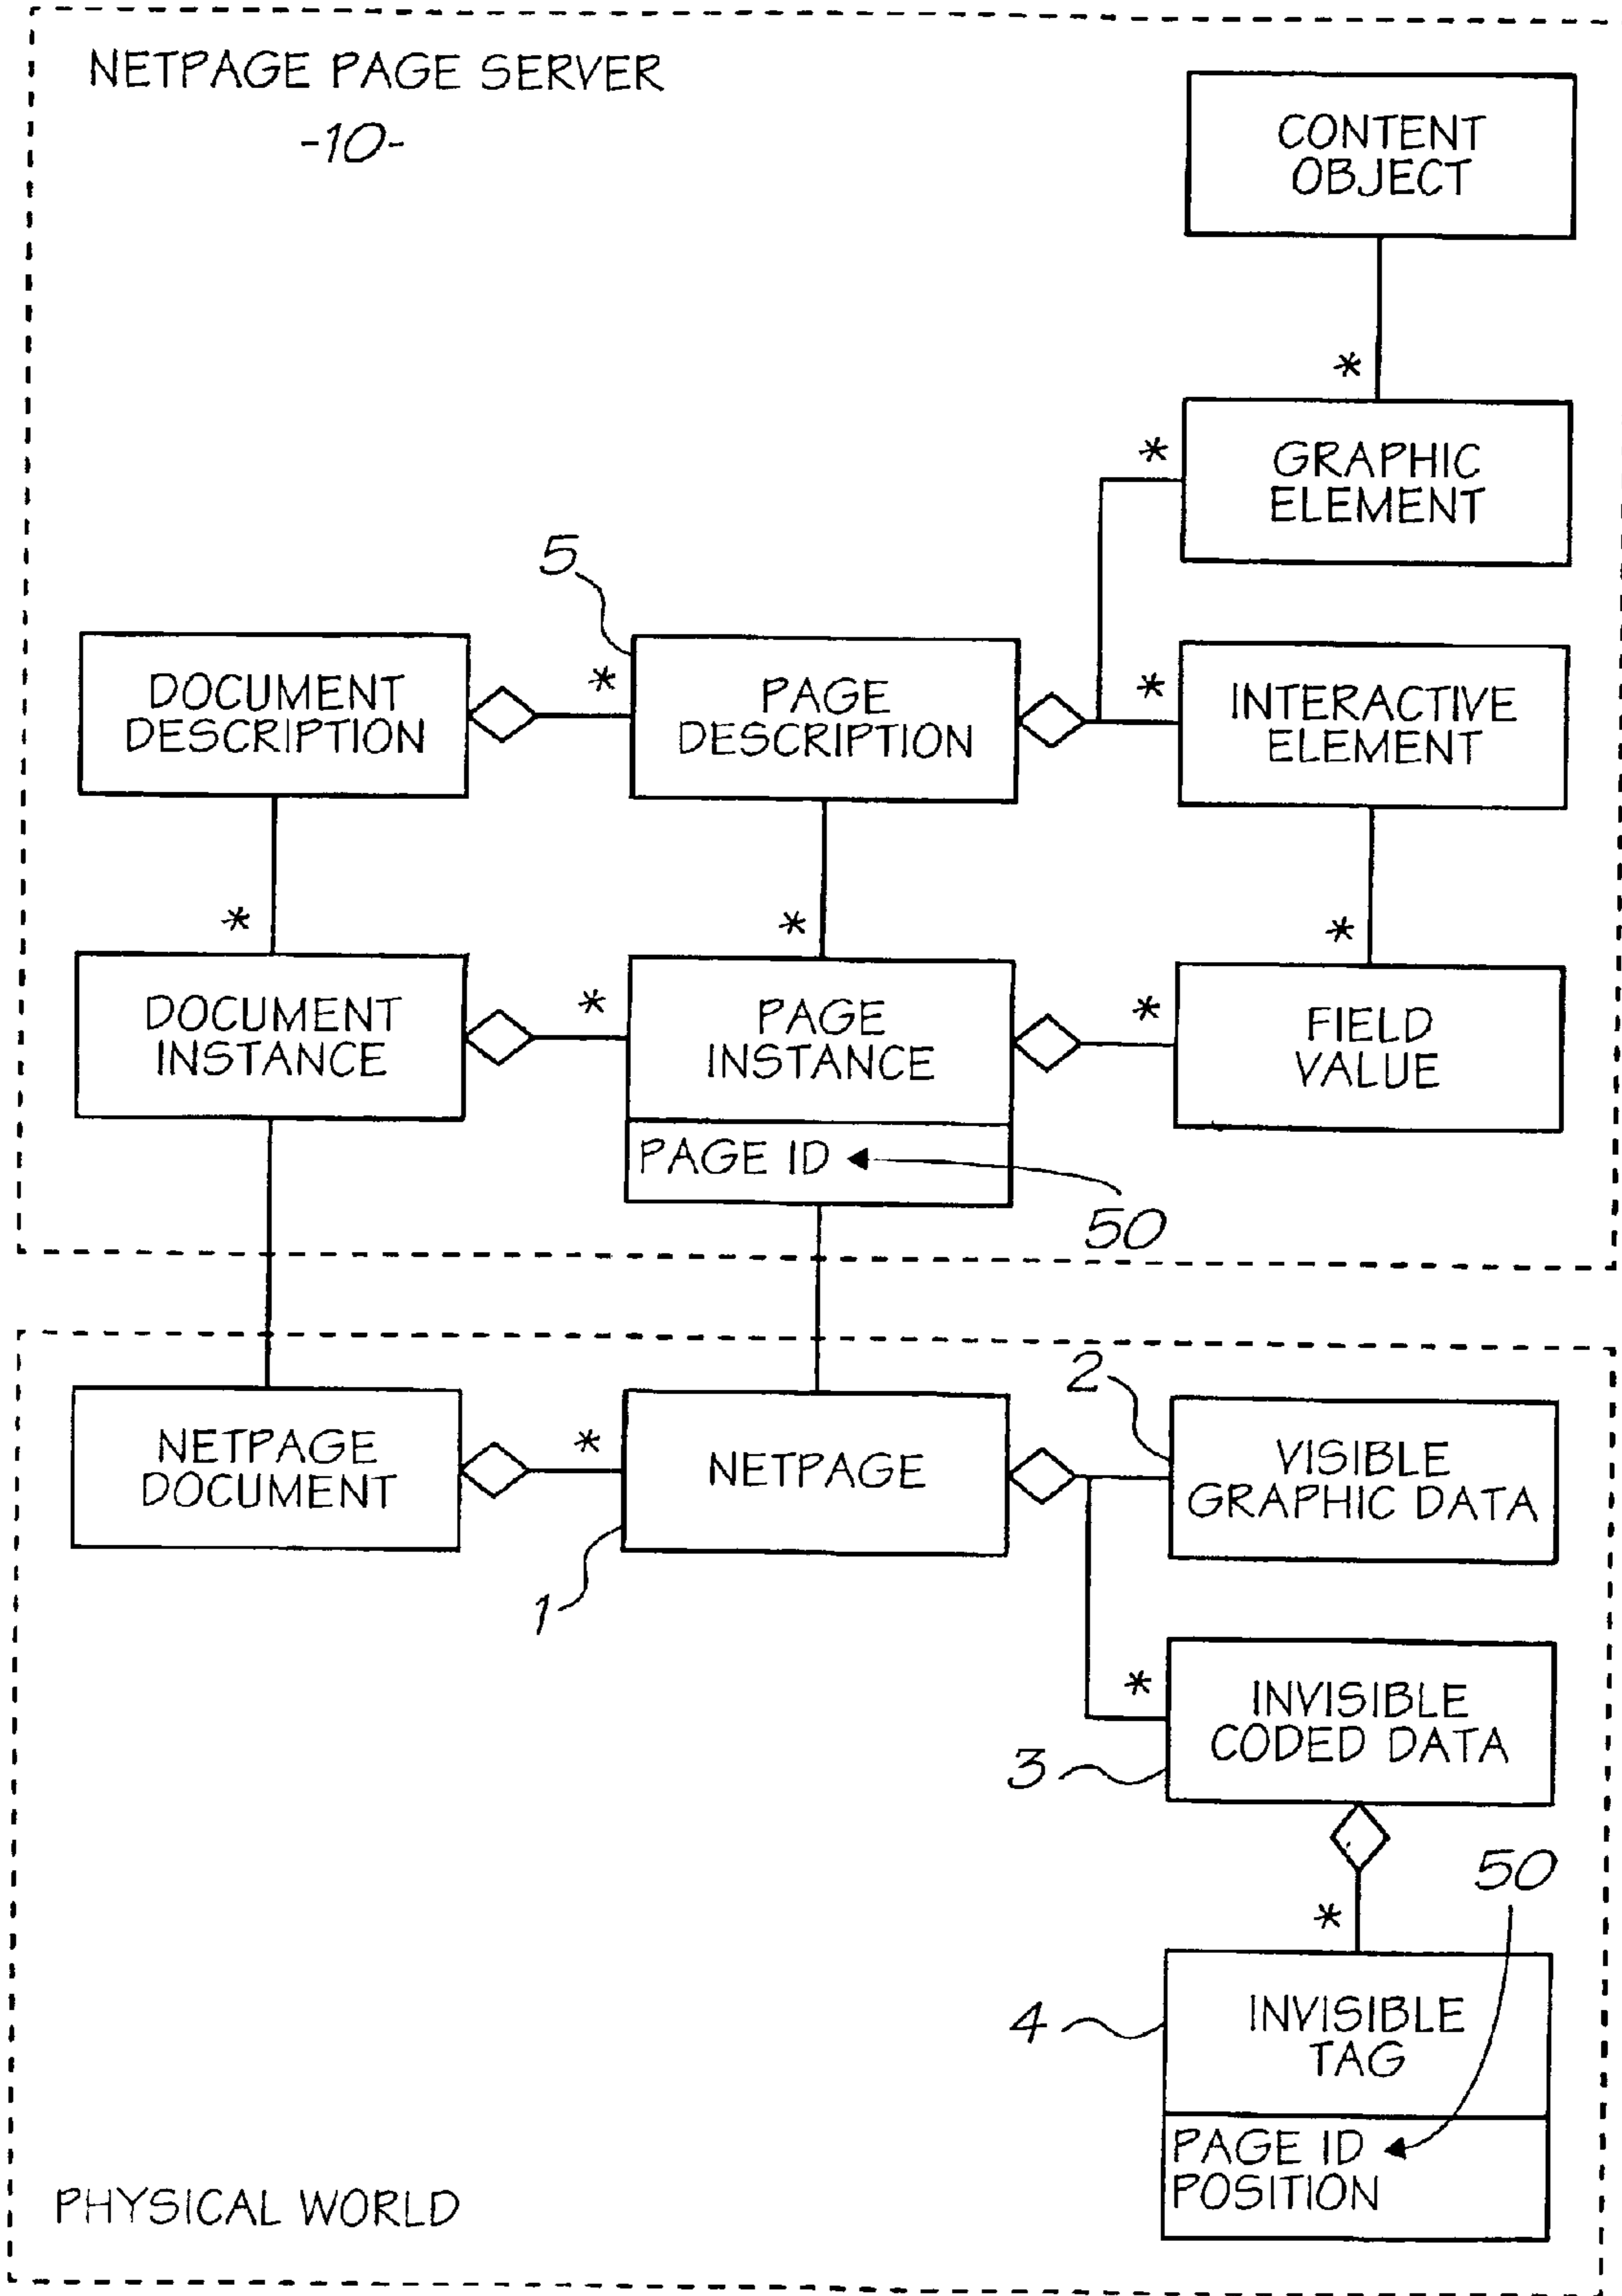 NETPAGE PAGE SERVER
-10-
CONTENT
OBJECT
*
*
GRAPHIC
ELEMENT
5
DOCUMENT
DESCRIPTION
*
PAGE
DESCRIPTION
*
INTERACTIVE
ELEMENT
*
*
*
DOCUMENT
INSTANCE
*
PAGE
INSTANCE
*
FIELD
VALUE
PAGE ID
50
NETPAGE
DOCUMENT
*
NETPAGE
1
2
VISIBLE
GRAPHIC DATA
*
INVISIBLE
CODED DATA
3
*
50
4
INVISIBLE
TAG
PAGE ID
POSITION
PHYSICAL WORLD